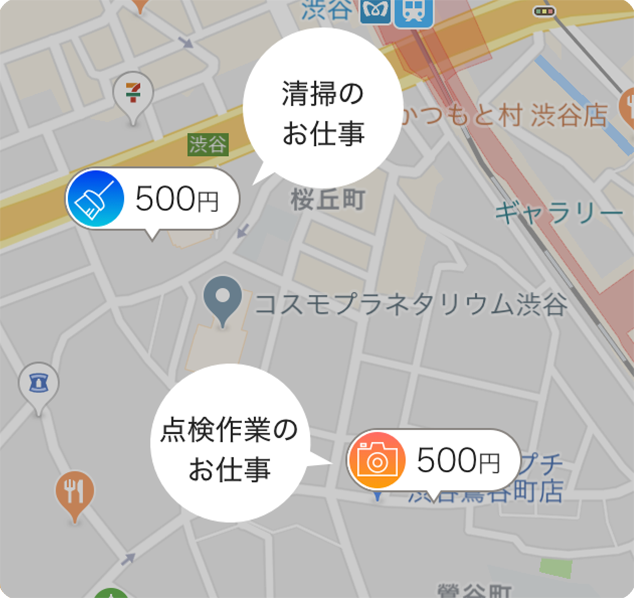 渋谷
清掃の
お仕事
かつもと村 渋谷店
渋谷
500円
桜丘町
ギャラリー
コスモプラネタリウム渋谷
点検作業の
お仕事
500円
プチ
渋谷鶯谷町店
鶯谷町